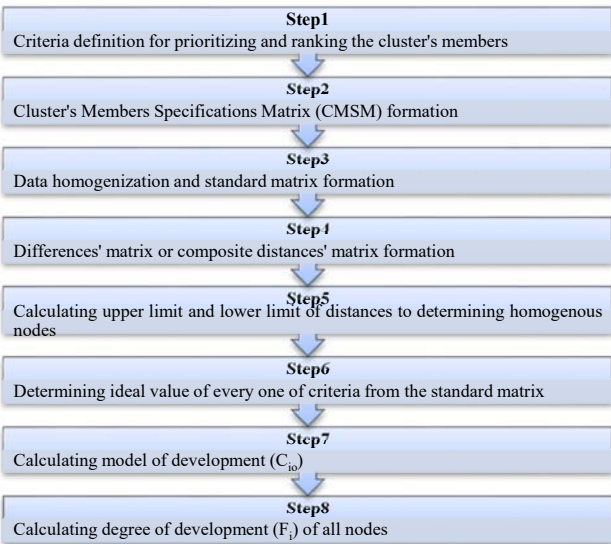 Step1
Criteria definition for prioritizing and ranking the cluster's members
Step2
Cluster's Members Specifications Matrix (CMSM) formation
Step3
Data homogenization and standard matrix formation
Step4
Differences' matrix or composite distances' matrix formation
Step5
Calculating upper limit and lower limit of distances to determining homogenous
nodes
Step6
Determining ideal value of every one of criteria from the standard matrix
Step7
Calculating model of development (Cio)
Step8
Calculating degree of development (Fi) of all nodes